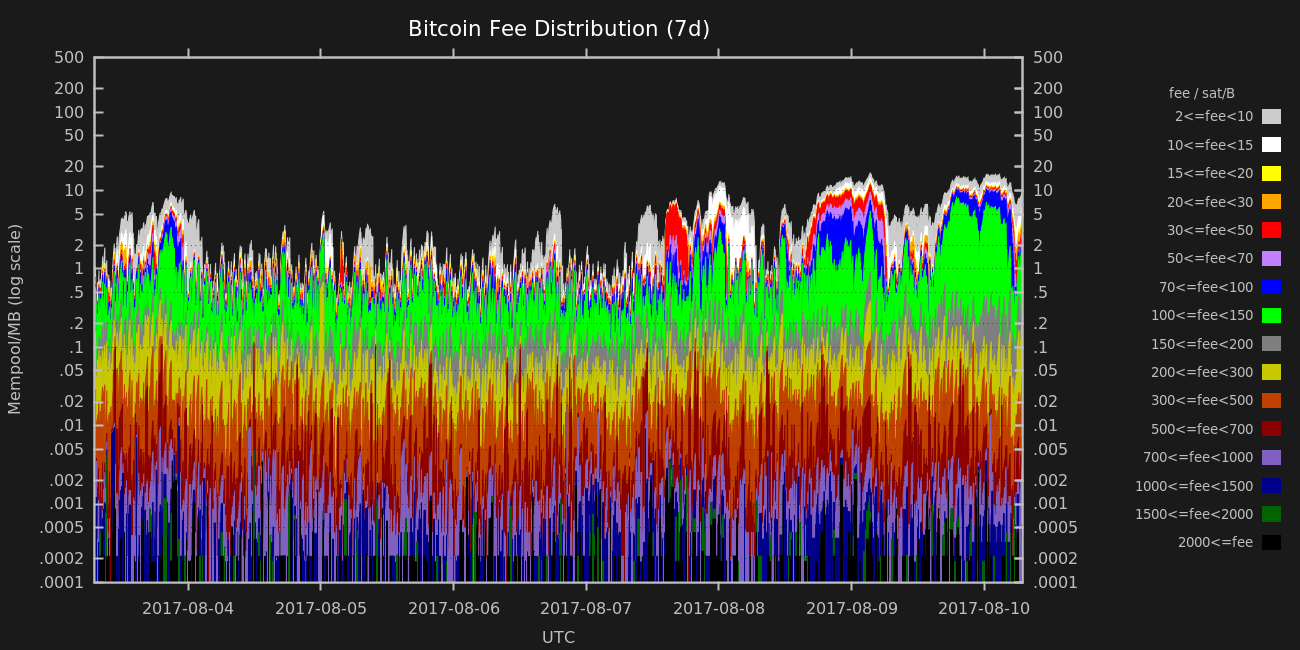 Bitcoin Fee Distribution (7d)
Mempool/MB (log scale)
500
200
100
50
20
10
5
2
1
.5
.2
.1
.05
.02
.01
.005
.002
.001
.0005
.0002
.0001
500
200
100
50
20
10
5
2
1
.5
.2
.1
.05
.02
.01
.005
.002
.001
.0005
.0002
.0001
2017-08-04 2017-08-05 2017-08-06 2017-08-07 2017-08-08 2017-08-09 2017-08-10
UTC
fee / sat/B
2<=fee<10
10<=fee<15
15<=fee<20
20<=fee<30
30<=fee<50
50<=fee<70
70<=fee<100
100<=fee<150
150<=fee<200
200<=fee<300
300<=fee<500
500<=fee<700
700<=fee<1000
1000<=fee<1500
1500<=fee<2000
2000<=fee